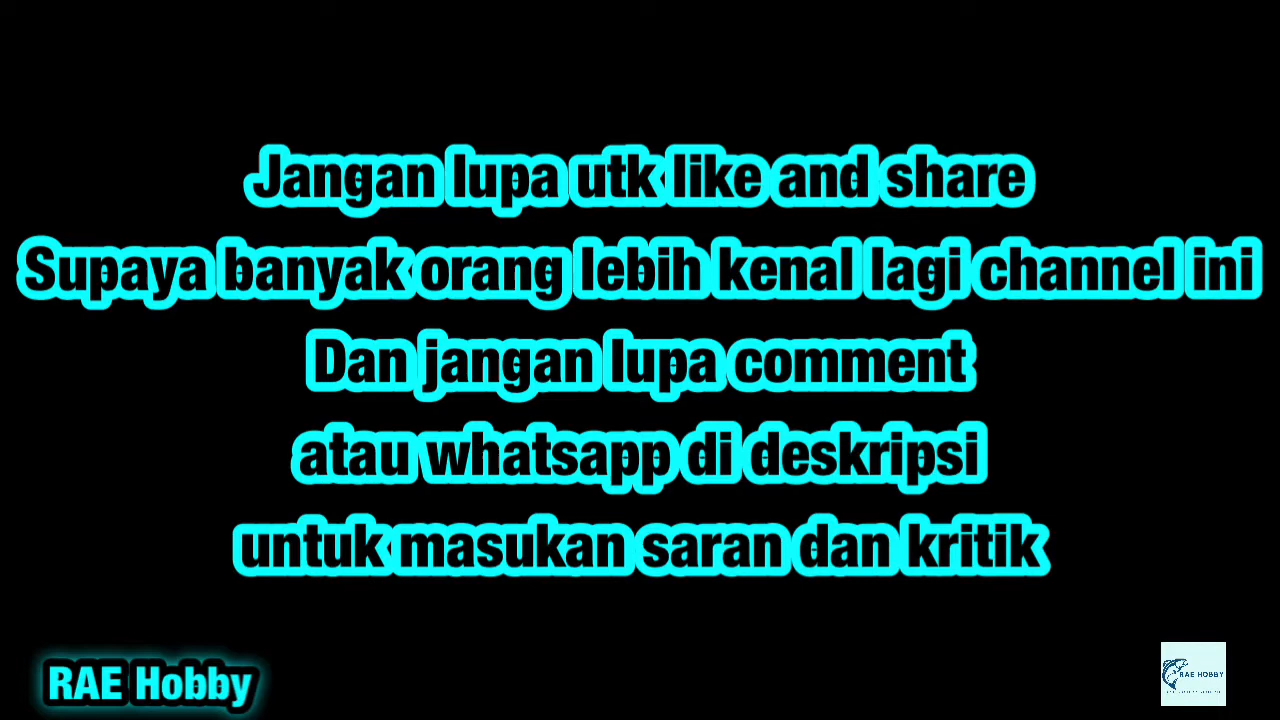 Jangan lupa utk like and share
Supaya banyak orang lebih kenal lagi channel ini
Dan jangan lupa comment
atau whatsapp di deskripsi
untuk masukan saran dan kritik
RAE Hobby
RAE HOBBY